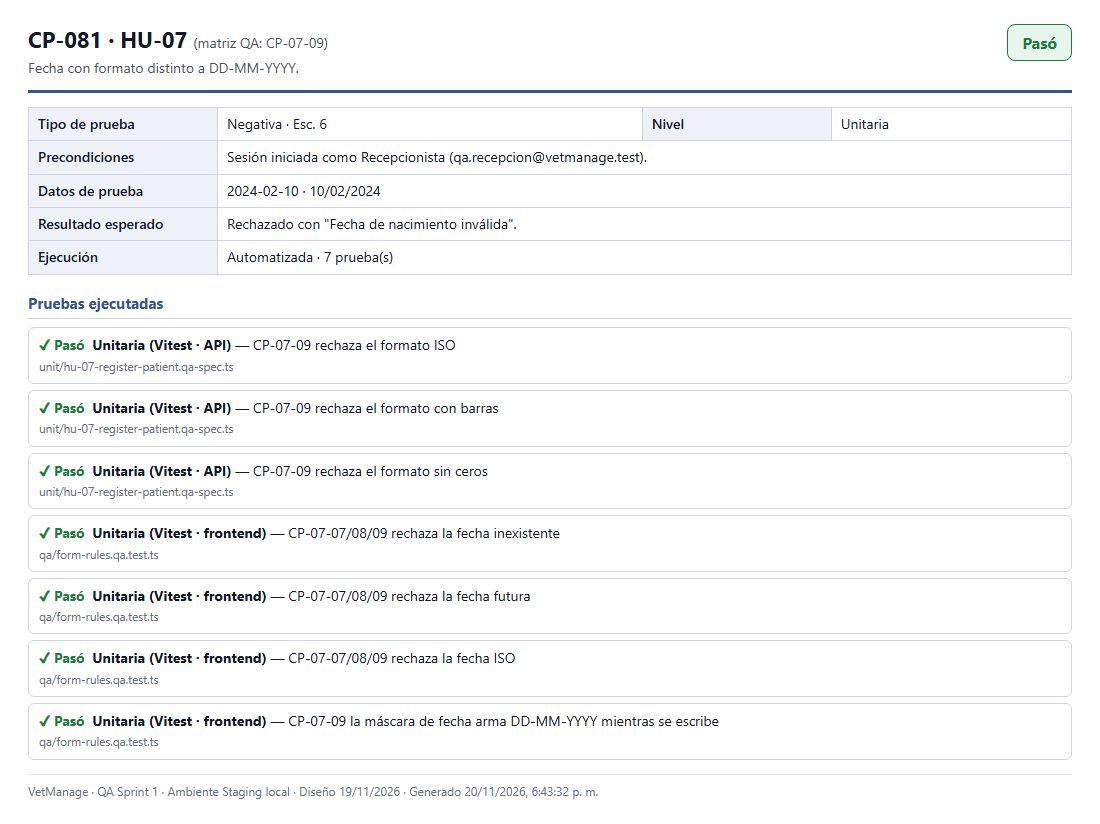 CP-081 · HU-07 (matriz QA: CP-07-09)
Pasó
Fecha con formato distinto a DD-MM-YYYY.
Tipo de prueba Negativa · Esc. 6 Nivel Unitaria
Precondiciones Sesión iniciada como Recepcionista (qa.recepcion@vetmanage.test).
Datos de prueba 2024-02-10 · 10/02/2024
Resultado esperado Rechazado con "Fecha de nacimiento inválida".
Ejecución Automatizada · 7 prueba(s)
Pruebas ejecutadas
✓ Pasó Unitaria (Vitest · API) — CP-07-09 rechaza el formato ISO
unit/hu-07-register-patient.qa-spec.ts
✓ Pasó Unitaria (Vitest · API) — CP-07-09 rechaza el formato con barras
unit/hu-07-register-patient.qa-spec.ts
✓ Pasó Unitaria (Vitest · API) — CP-07-09 rechaza el formato sin ceros
unit/hu-07-register-patient.qa-spec.ts
✓ Pasó Unitaria (Vitest · frontend) — CP-07-07/08/09 rechaza la fecha inexistente
qa/form-rules.qa.test.ts
✓ Pasó Unitaria (Vitest · frontend) — CP-07-07/08/09 rechaza la fecha futura
qa/form-rules.qa.test.ts
✓ Pasó Unitaria (Vitest · frontend) — CP-07-07/08/09 rechaza la fecha ISO
qa/form-rules.qa.test.ts
✓ Pasó Unitaria (Vitest · frontend) — CP-07-09 la máscara de fecha arma DD-MM-YYYY mientras se escribe
qa/form-rules.qa.test.ts
VetManage · QA Sprint 1 · Ambiente Staging local · Diseño 19/11/2026 · Generado 20/11/2026, 6:43:32 p. m.